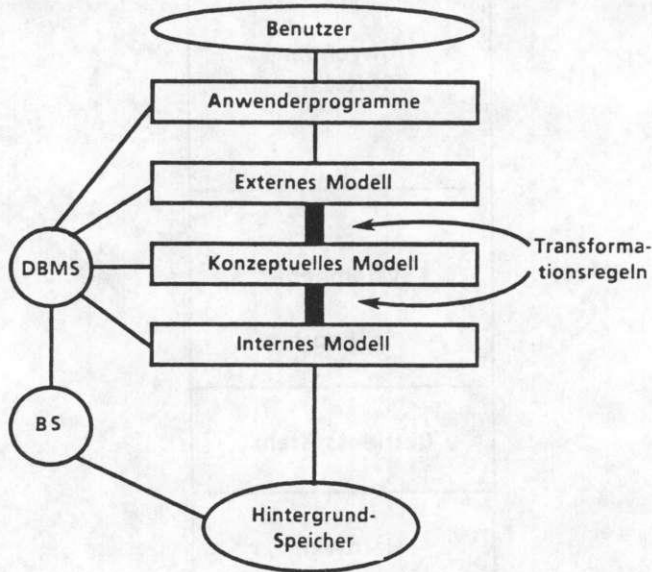 Benutzer
Anwenderprogramme
Externes Modell
Transforma-
tionsregeln
DBMS
Konzeptuelles Modell
Internes Modell
BS
Hintergrund-
Speicher